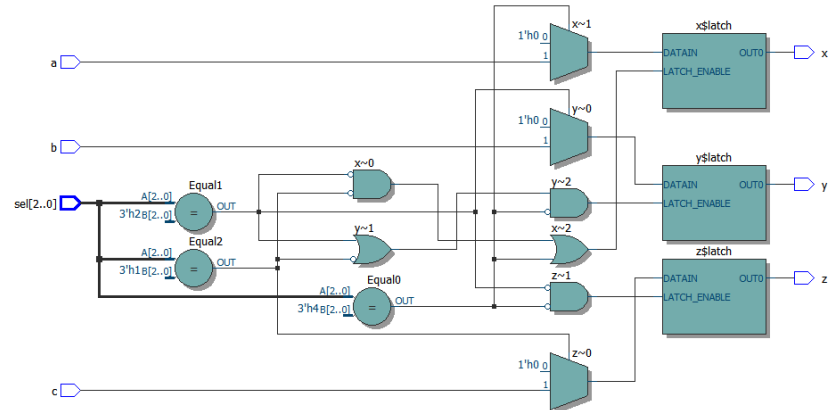 x~1
x$latch
1'h0 0
1
a
DATAIN
OUT0
x
LATCH_ENABLE
y~0
1'h0 0
1
b
x~0
y~2
y$latch
Equal1
sel[2..0]
A[2..0]
3'h2 B[2..0]
=
OUT
DATAIN
OUT0
y
LATCH_ENABLE
y~1
x~2
Equal2
A[2..0]
3'h1 B[2..0]
=
z$latch
Equal0
z~1
A[2..0]
3'h4 B[2..0]
=
OUT
DATAIN
OUT0
z
LATCH_ENABLE
z~0
1'h0 0
1
c